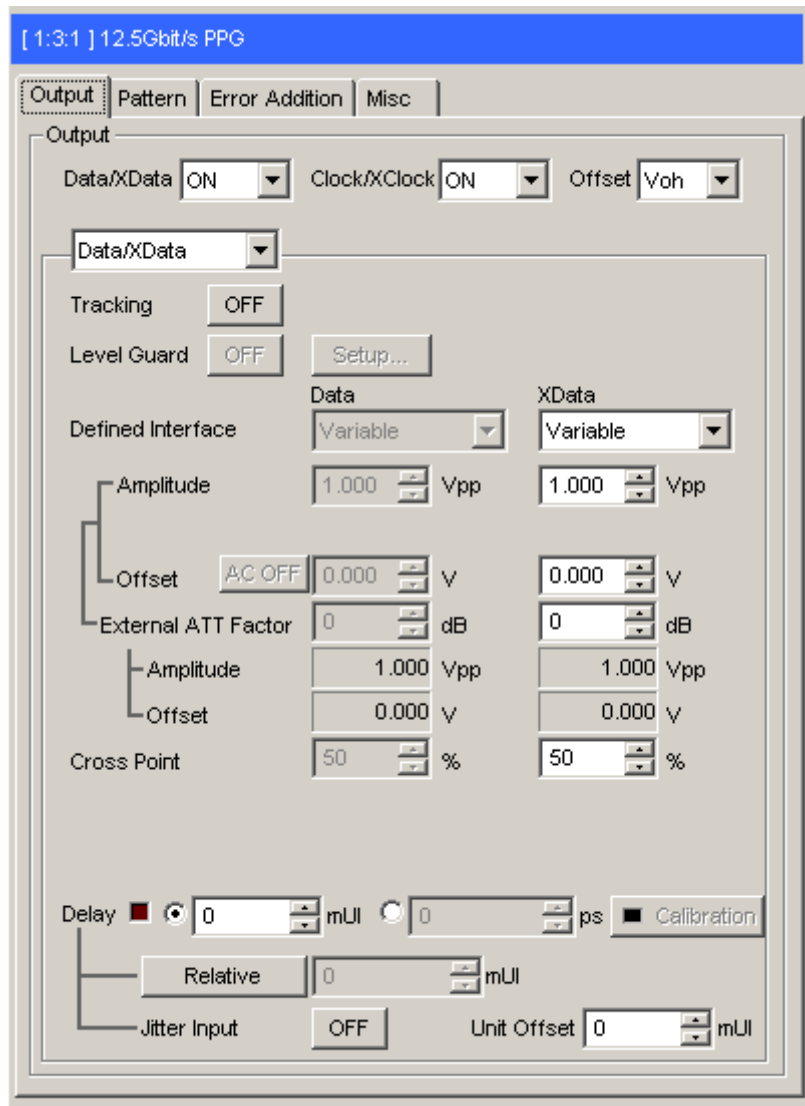 [ 1:3:1 ] 12.5Gbit/s PPG
Output Pattern Error Addition Misc
Output
Data/XData ON Clock/XClock ON Offset Voh
Data/XData
Tracking OFF
Level Guard OFF Setup...
Data XData
Defined Interface Variable Variable
Amplitude 1.000 Vpp 1.000 Vpp
Offset AC OFF 0.000 V 0.000 V
External ATT Factor 0 dB 0 dB
Amplitude 1.000 Vpp 1.000 Vpp
Offset 0.000 V 0.000 V
Cross Point 50 % 50 %
Delay 0 mUI 0 ps Calibration
Relative 0 mUI
Jitter Input OFF Unit Offset 0 mUI